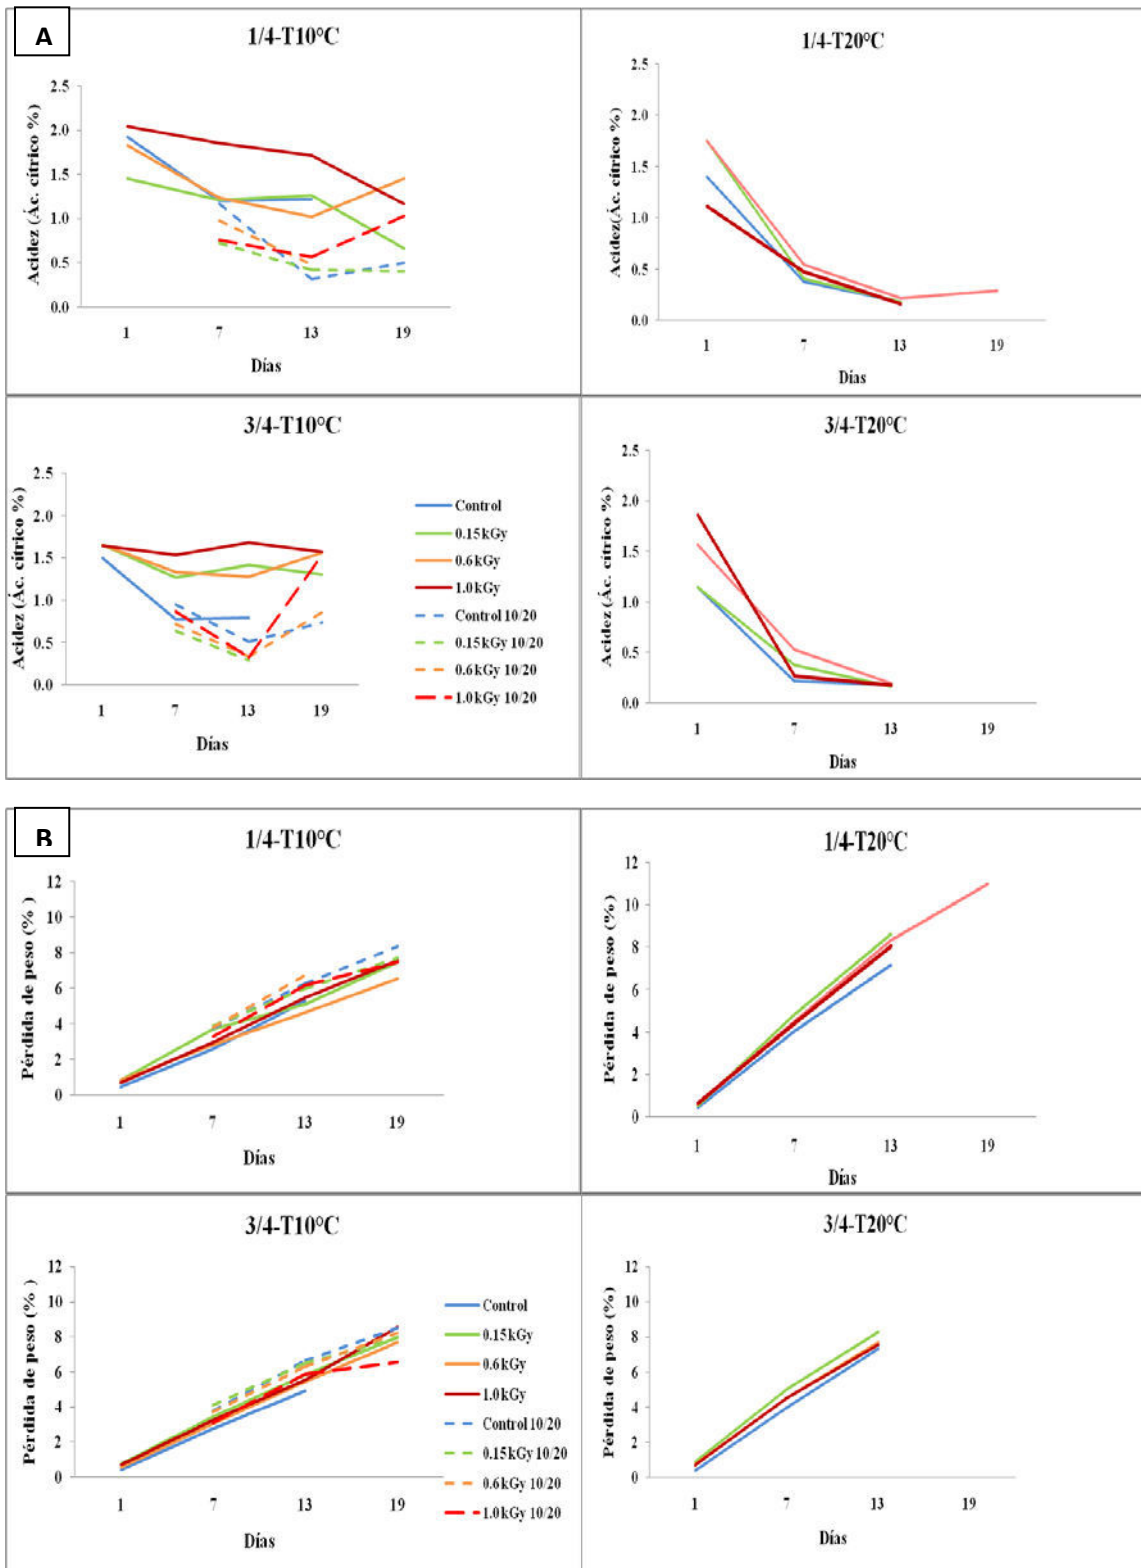 A
1/4-T10°C
2.5
2.0
1.5
1.0
0.5
0.0
Acidez (Ác. cítrico %)
1 7 13 19
Días
1/4-T20°C
2.5
2.0
1.5
1.0
0.5
0.0
Acidez(Ác. cítrico %)
1 7 13 19
Días
3/4-T10°C
2.5
2.0
1.5
1.0
0.5
0.0
Acidez (Ác. cítrico %)
1 7 13 19
Días
Control
0.15kGy
0.6kGy
1.0kGy
Control 10/20
0.15kGy 10/20
0.6kGy 10/20
1.0kGy 10/20
3/4-T20°C
2.5
2.0
1.5
1.0
0.5
0.0
Acidez (Ác. cítrico %)
1 7 13 19
Días
B
1/4-T10°C
12
10
8
6
4
2
0
Pérdida de peso (% )
1 7 13 19
Días
1/4-T20°C
12
10
8
6
4
2
0
Pérdida de peso (%)
1 7 13 19
Días
3/4-T10°C
12
10
8
6
4
2
0
Pérdida de peso (% )
1 7 13 19
Días
Control
0.15kGy
0.6kGy
1.0kGy
Control 10/20
0.15kGy 10/20
0.6kGy 10/20
1.0kGy 10/20
3/4-T20°C
12
10
8
6
4
2
0
Pérdida de peso (%)
1 7 13 19
Días